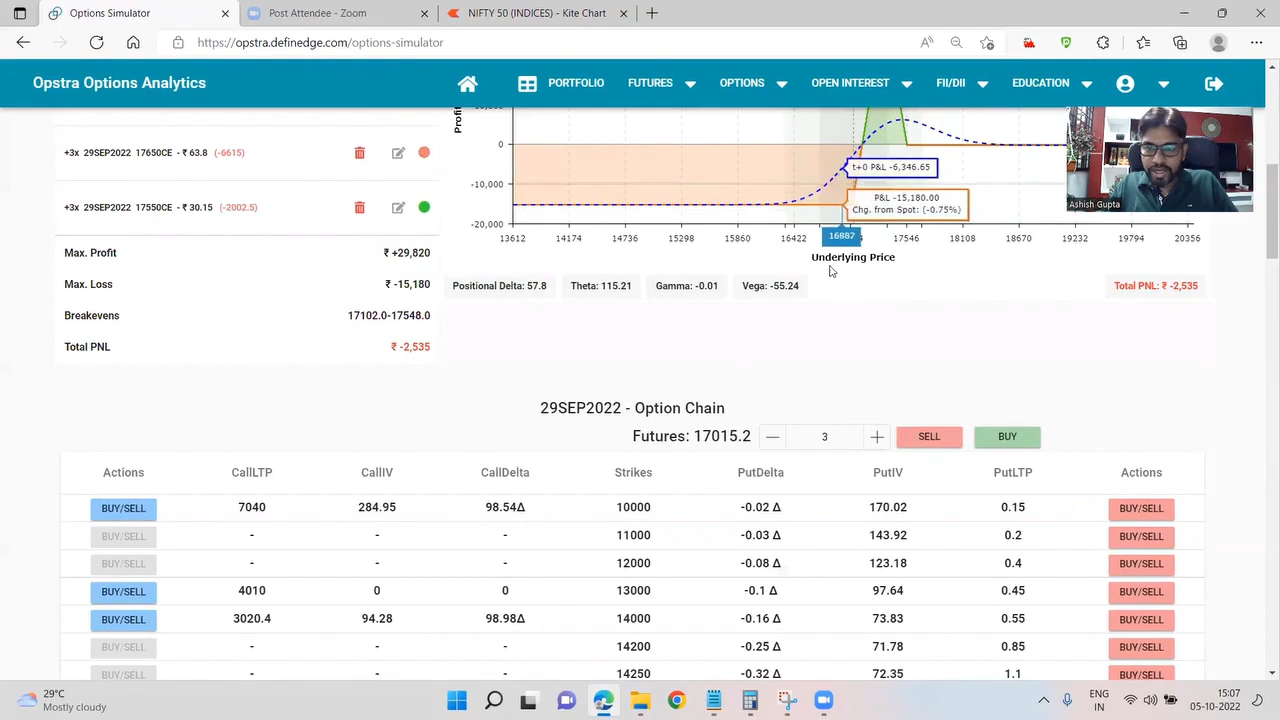 Options Simulator
Post Attendee - Zoom
NIFTY 50 (INDICES) - Kite Chart
https://opstra.definedge.com/options-simulator
Opstra Options Analytics
PORTFOLIO
FUTURES
OPTIONS
OPEN INTEREST
FII/DII
EDUCATION
+3x 29SEP2022 17650CE - ₹ 63.8 (-6615)
+3x 29SEP2022 17550CE - ₹ 30.15 (-2002.5)
Max. Profit ₹ +29,820
Max. Loss ₹ -15,180
Breakevens 17102.0-17548.0
Total PNL ₹ -2,535
Profit
0
-10,000
-20,000
t+0 P&L -6,346.65
P&L -15,180.00
Chg. from Spot: (-0.75%)
13612 14174 14736 15298 15860 16422 16882 17546 18108 18670 19232 19794 20356
Underlying Price
Ashish Gupta
Positional Delta: 57.8 Theta: 115.21 Gamma: -0.01 Vega: -55.24 Total PNL: ₹ -2,535
29SEP2022 - Option Chain
Futures: 17015.2 3 SELL BUY
Actions CallLTP CallIV CallDelta Strikes PutDelta PutIV PutLTP Actions
BUY/SELL 7040 284.95 98.54Δ 10000 -0.02 Δ 170.02 0.15 BUY/SELL
BUY/SELL - - - 11000 -0.03 Δ 143.92 0.2 BUY/SELL
BUY/SELL - - - 12000 -0.08 Δ 123.18 0.4 BUY/SELL
BUY/SELL 4010 0 0 13000 -0.1 Δ 97.64 0.45 BUY/SELL
BUY/SELL 3020.4 94.28 98.98Δ 14000 -0.16 Δ 73.83 0.55 BUY/SELL
BUY/SELL - - - 14200 -0.25 Δ 71.78 0.85 BUY/SELL
BUY/SELL - - - 14250 -0.32 Δ 72.35 1.1 BUY/SELL
29°C
Mostly cloudy
ENG
IN
15:07
05-10-2022